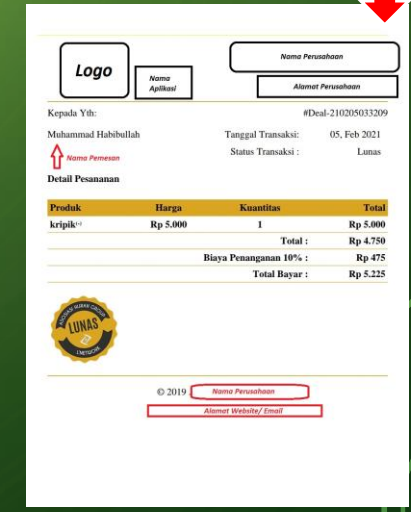 Logo
Nama
Aplikasi
Nama Perusahaan
Alamat Perusahaan
Kepada Yth:
#Deal-210205033209
Muhammad Habibullah
Tanggal Transaksi: 05, Feb 2021
Nama Pemesan
Status Transaksi : Lunas
Detail Pesananan
Produk Harga Kuantitas Total
kripik Rp 5.000 1 Rp 5.000
Total : Rp 4.750
Biaya Penanganan 10% : Rp 475
Total Bayar : Rp 5.225
LUNAS
© 2019 Nama Perusahaan
Alamat Website/ Email